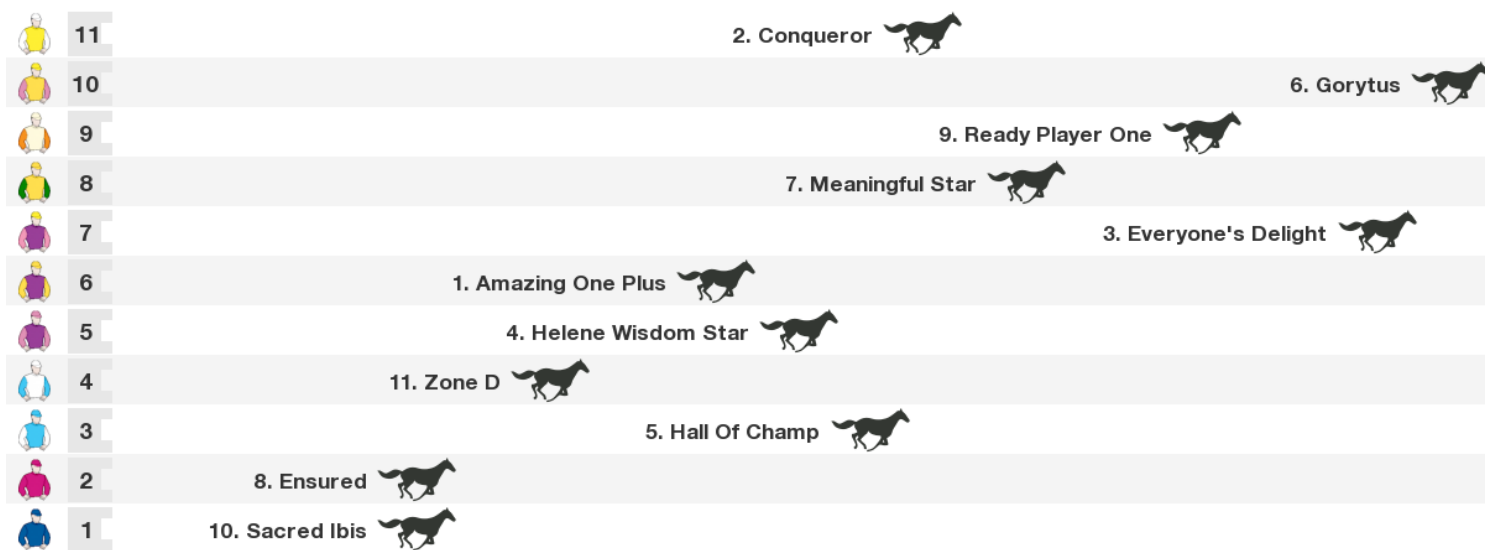 11 2. Conqueror
10 6. Gorytus
9 9. Ready Player One
8 7. Meaningful Star
7 3. Everyone's Delight
6 1. Amazing One Plus
5 4. Helene Wisdom Star
4 11. Zone D
3 5. Hall Of Champ
2 8. Ensured
1 10. Sacred Ibis